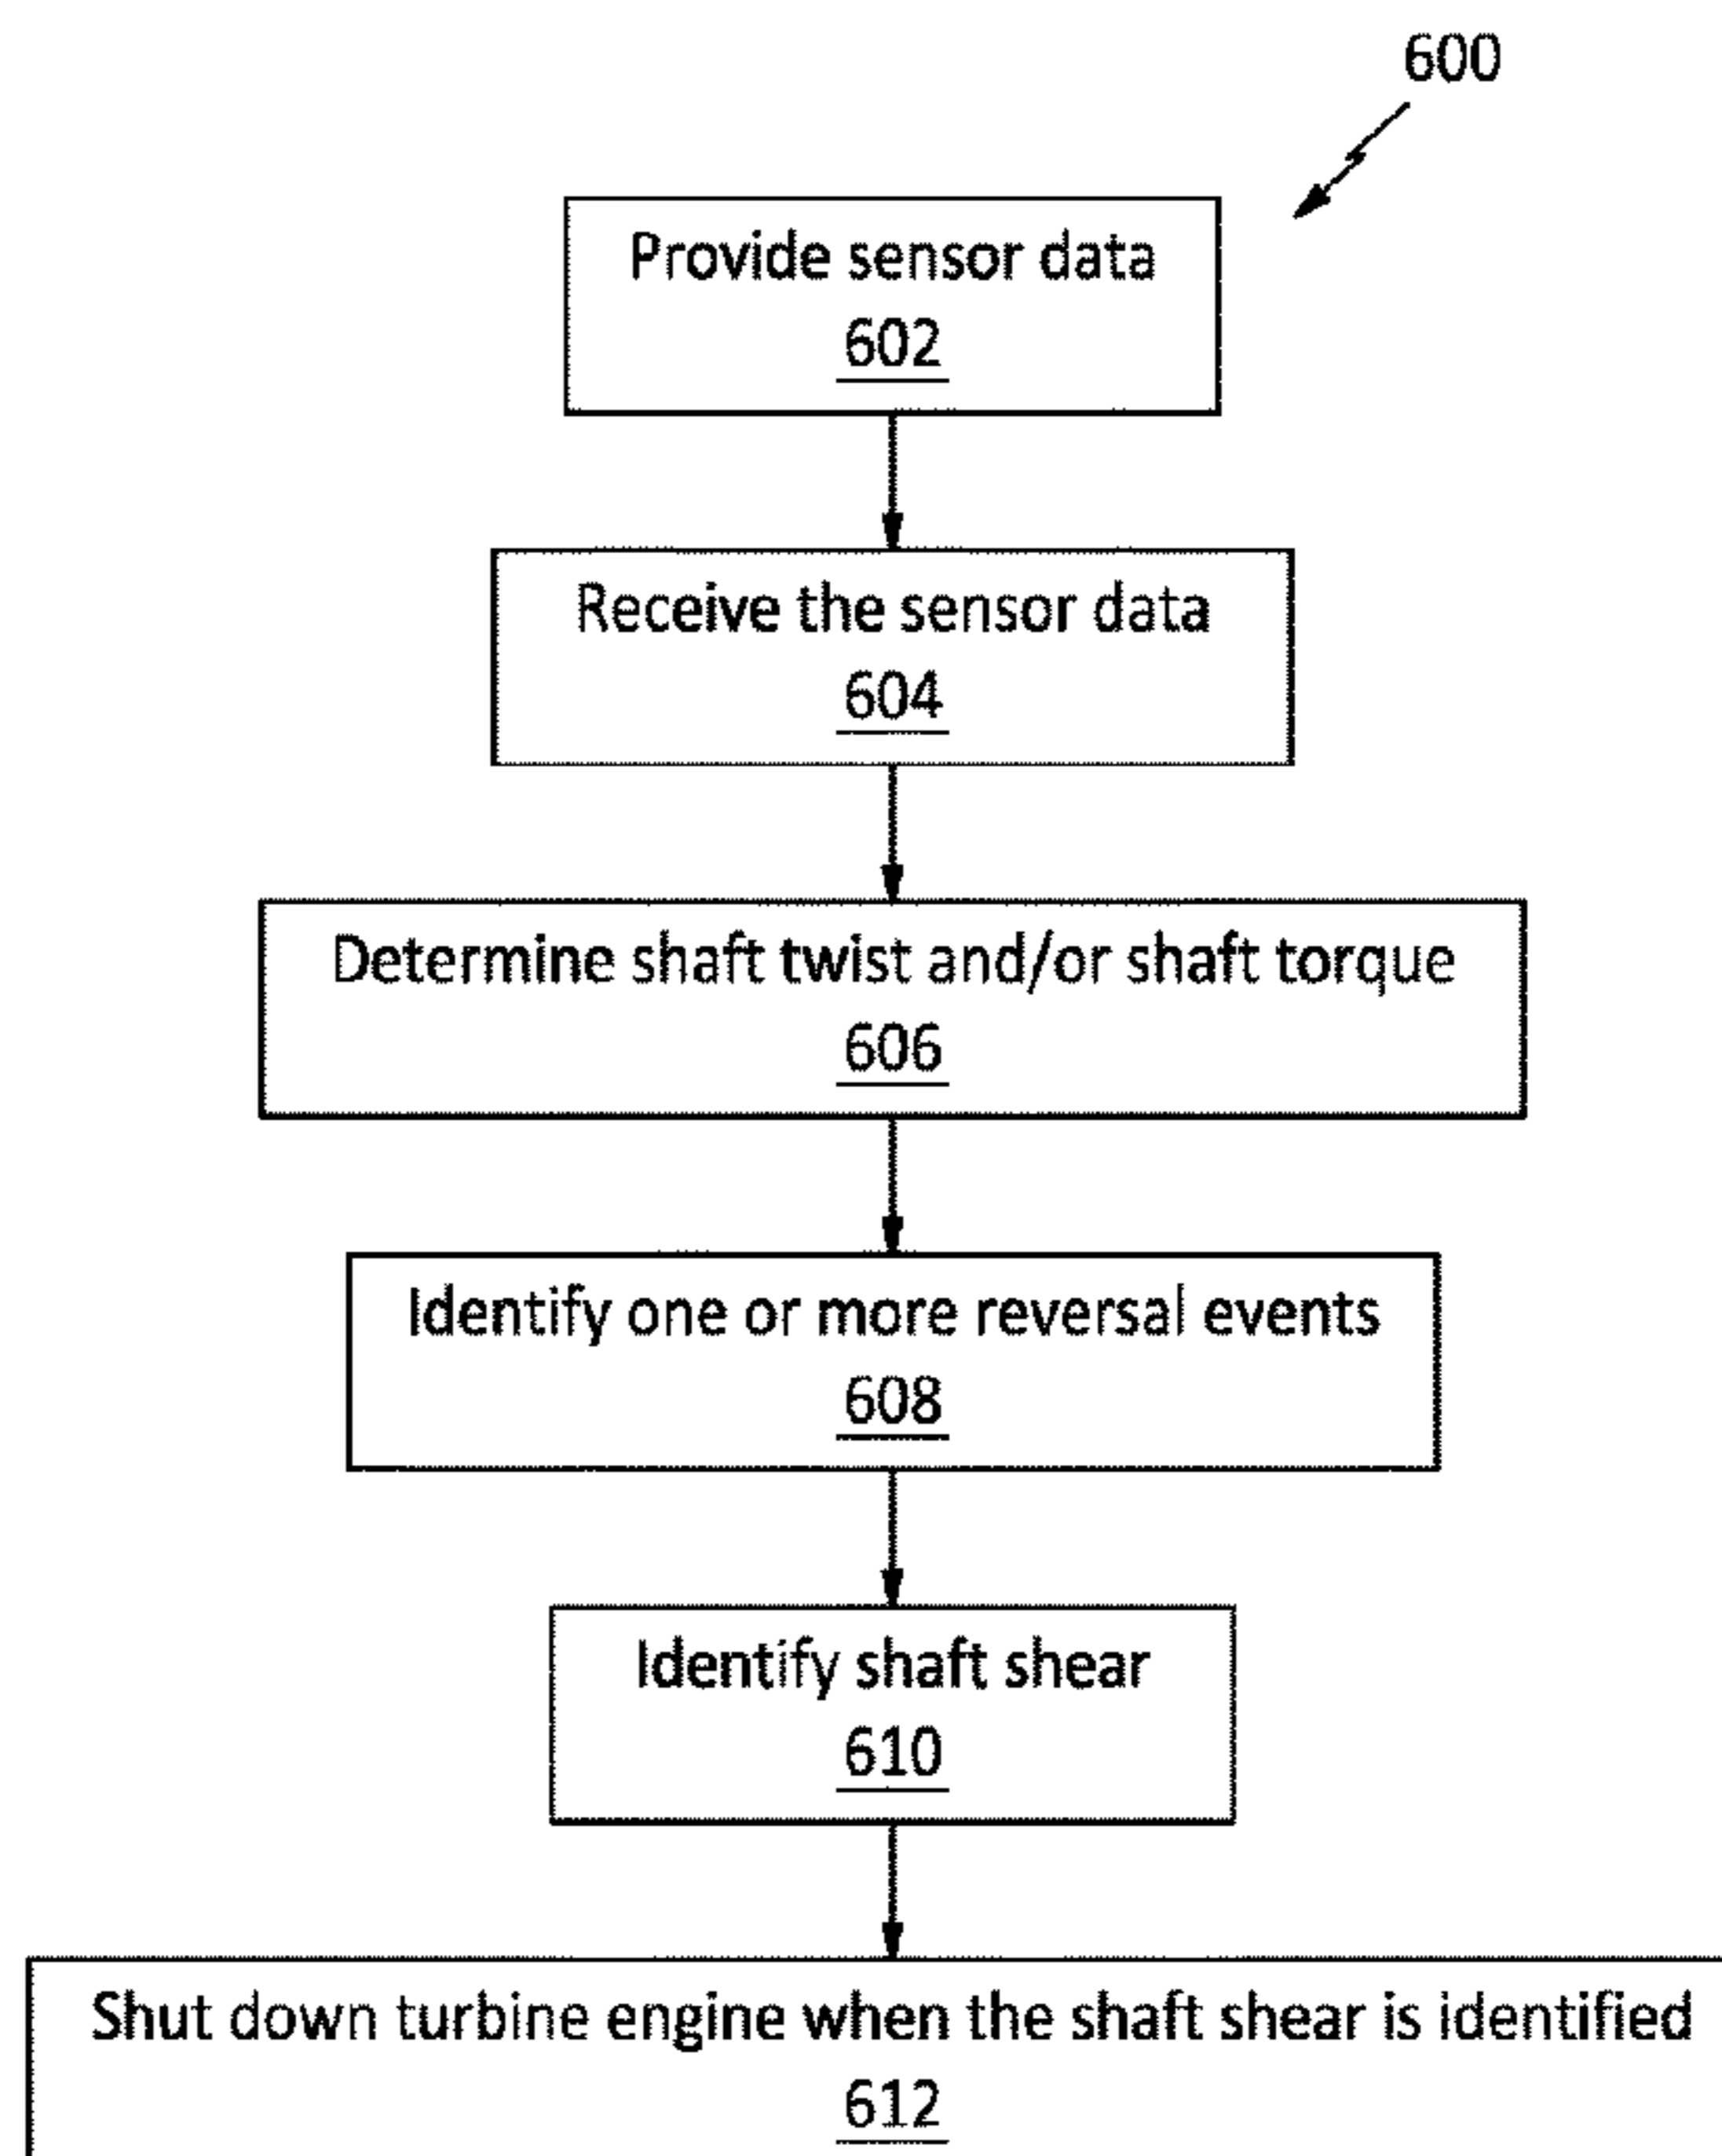 600
Provide sensor data
602
Receive the sensor data
604
Determine shaft twist and/or shaft torque
606
Identify one or more reversal events
608
Identify shaft shear
610
Shut down turbine engine when the shaft shear is identified
612